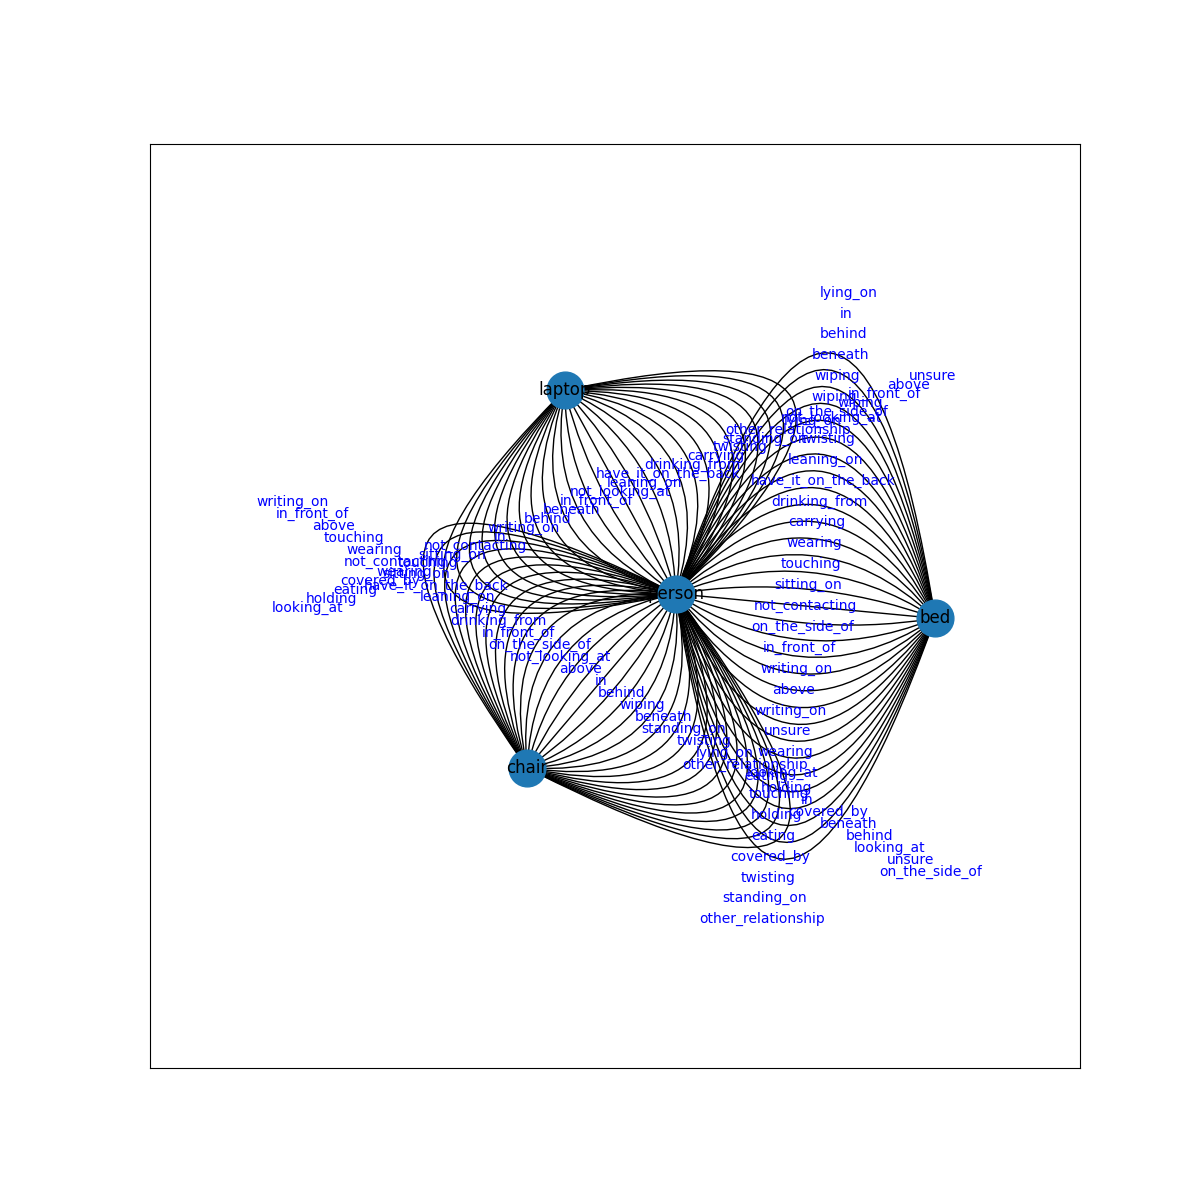 lying_on
in
behind
beneath
wiping
unsure
above
in_front_of
wiping
wiping
on_the_side_of
not_looking_at
lying_on
other_relationship
standing_on
twisting
twisting
carrying
leaning_on
drinking_from
have_it_on_the_back
have_it_on_the_back
leaning_on
not_looking_at
in_front_of
drinking_from
beneath
carrying
behind
writing_on
in
wearing
not_contacting
sitting_on
touching
laptop
writing_on
in_front_of
above
touching
wearing
not_contacting
covered_by
eating
holding
looking_at
touching
wearing
sitting_on
have_it_on_the_back
leaning_on
carrying
drinking_from
in_front_of
on_the_side_of
not_looking_at
above
in
behind
wiping
beneath
standing_on
twisting
lying_on
other_relationship
person
bed
chair
sitting_on
not_contacting
on_the_side_of
in_front_of
writing_on
above
writing_on
unsure
wearing
looking_at
eating
holding
touching
in
holding
covered_by
beneath
eating
behind
looking_at
covered_by
unsure
on_the_side_of
twisting
standing_on
other_relationship